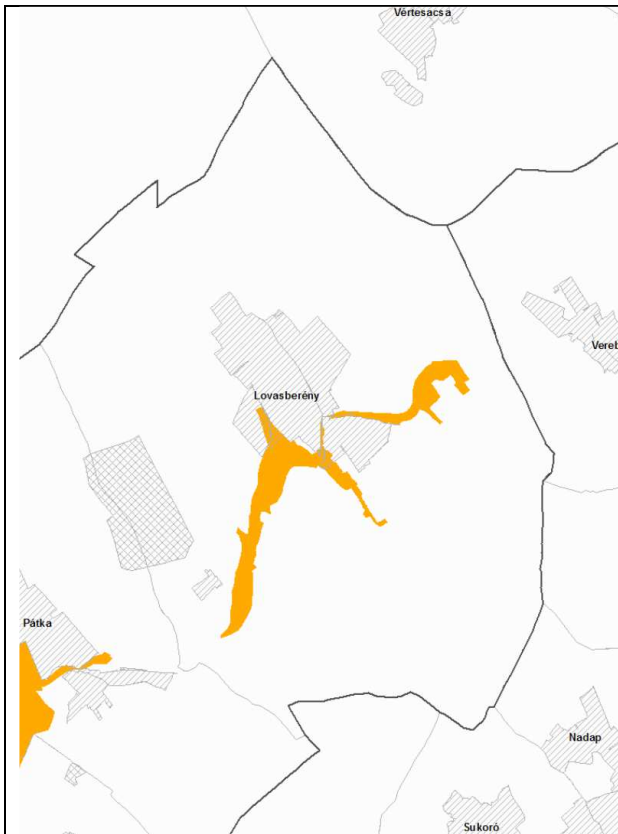 Vértesacsa
Vereb
Lovasberény
Pátka
Nadap
Sukoró